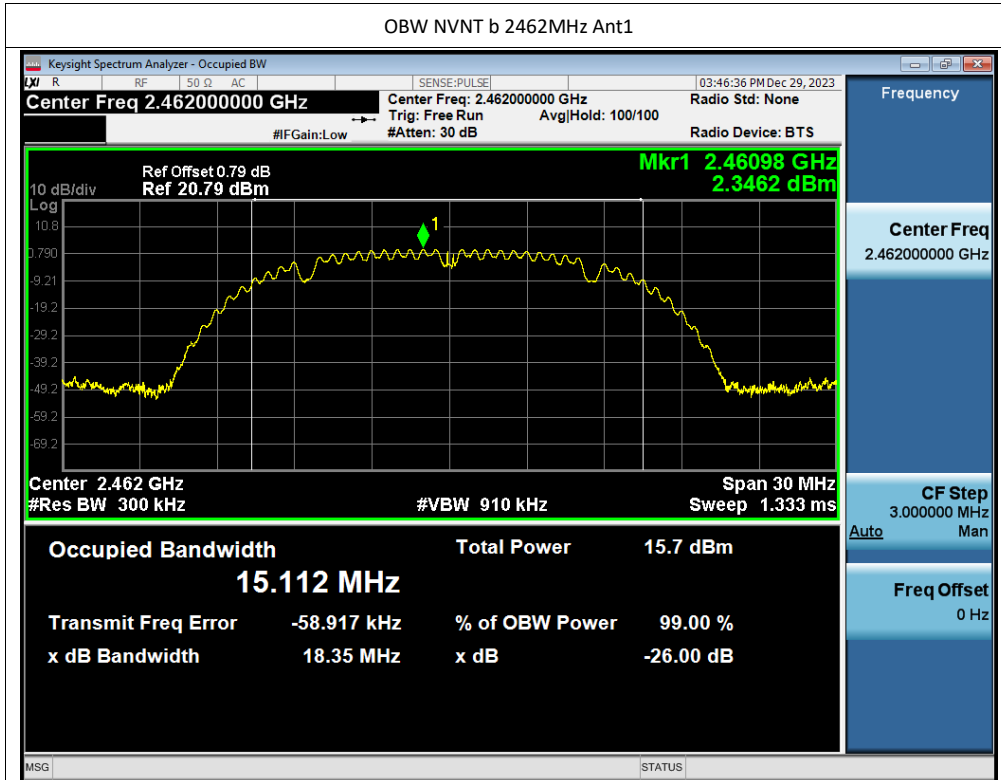 OBW NVNT b 2462MHz Ant1
Keysight Spectrum Analyzer - Occupied BW
LXI R RF 50 Ω AC SENSE:PULSE 03:46:36 PM Dec 29, 2023
Center Freq 2.462000000 GHz
Center Freq: 2.462000000 GHz Radio Std: None
Trig: Free Run Avg|Hold: 100/100
#IFGain:Low #Atten: 30 dB Radio Device: BTS
Frequency
Mkr1 2.46098 GHz
2.3462 dBm
Ref Offset 0.79 dB
10 dB/div Ref 20.79 dBm
Log
10.8
0.790
-9.21
-19.2
-29.2
-39.2
-49.2
-59.2
-69.2
1
Center 2.462 GHz Span 30 MHz
#Res BW 300 kHz #VBW 910 kHz Sweep 1.333 ms
Occupied Bandwidth Total Power 15.7 dBm
15.112 MHz
Transmit Freq Error -58.917 kHz % of OBW Power 99.00 %
x dB Bandwidth 18.35 MHz x dB -26.00 dB
Center Freq
2.462000000 GHz
CF Step
3.000000 MHz
Auto Man
Freq Offset
0 Hz
MSG STATUS